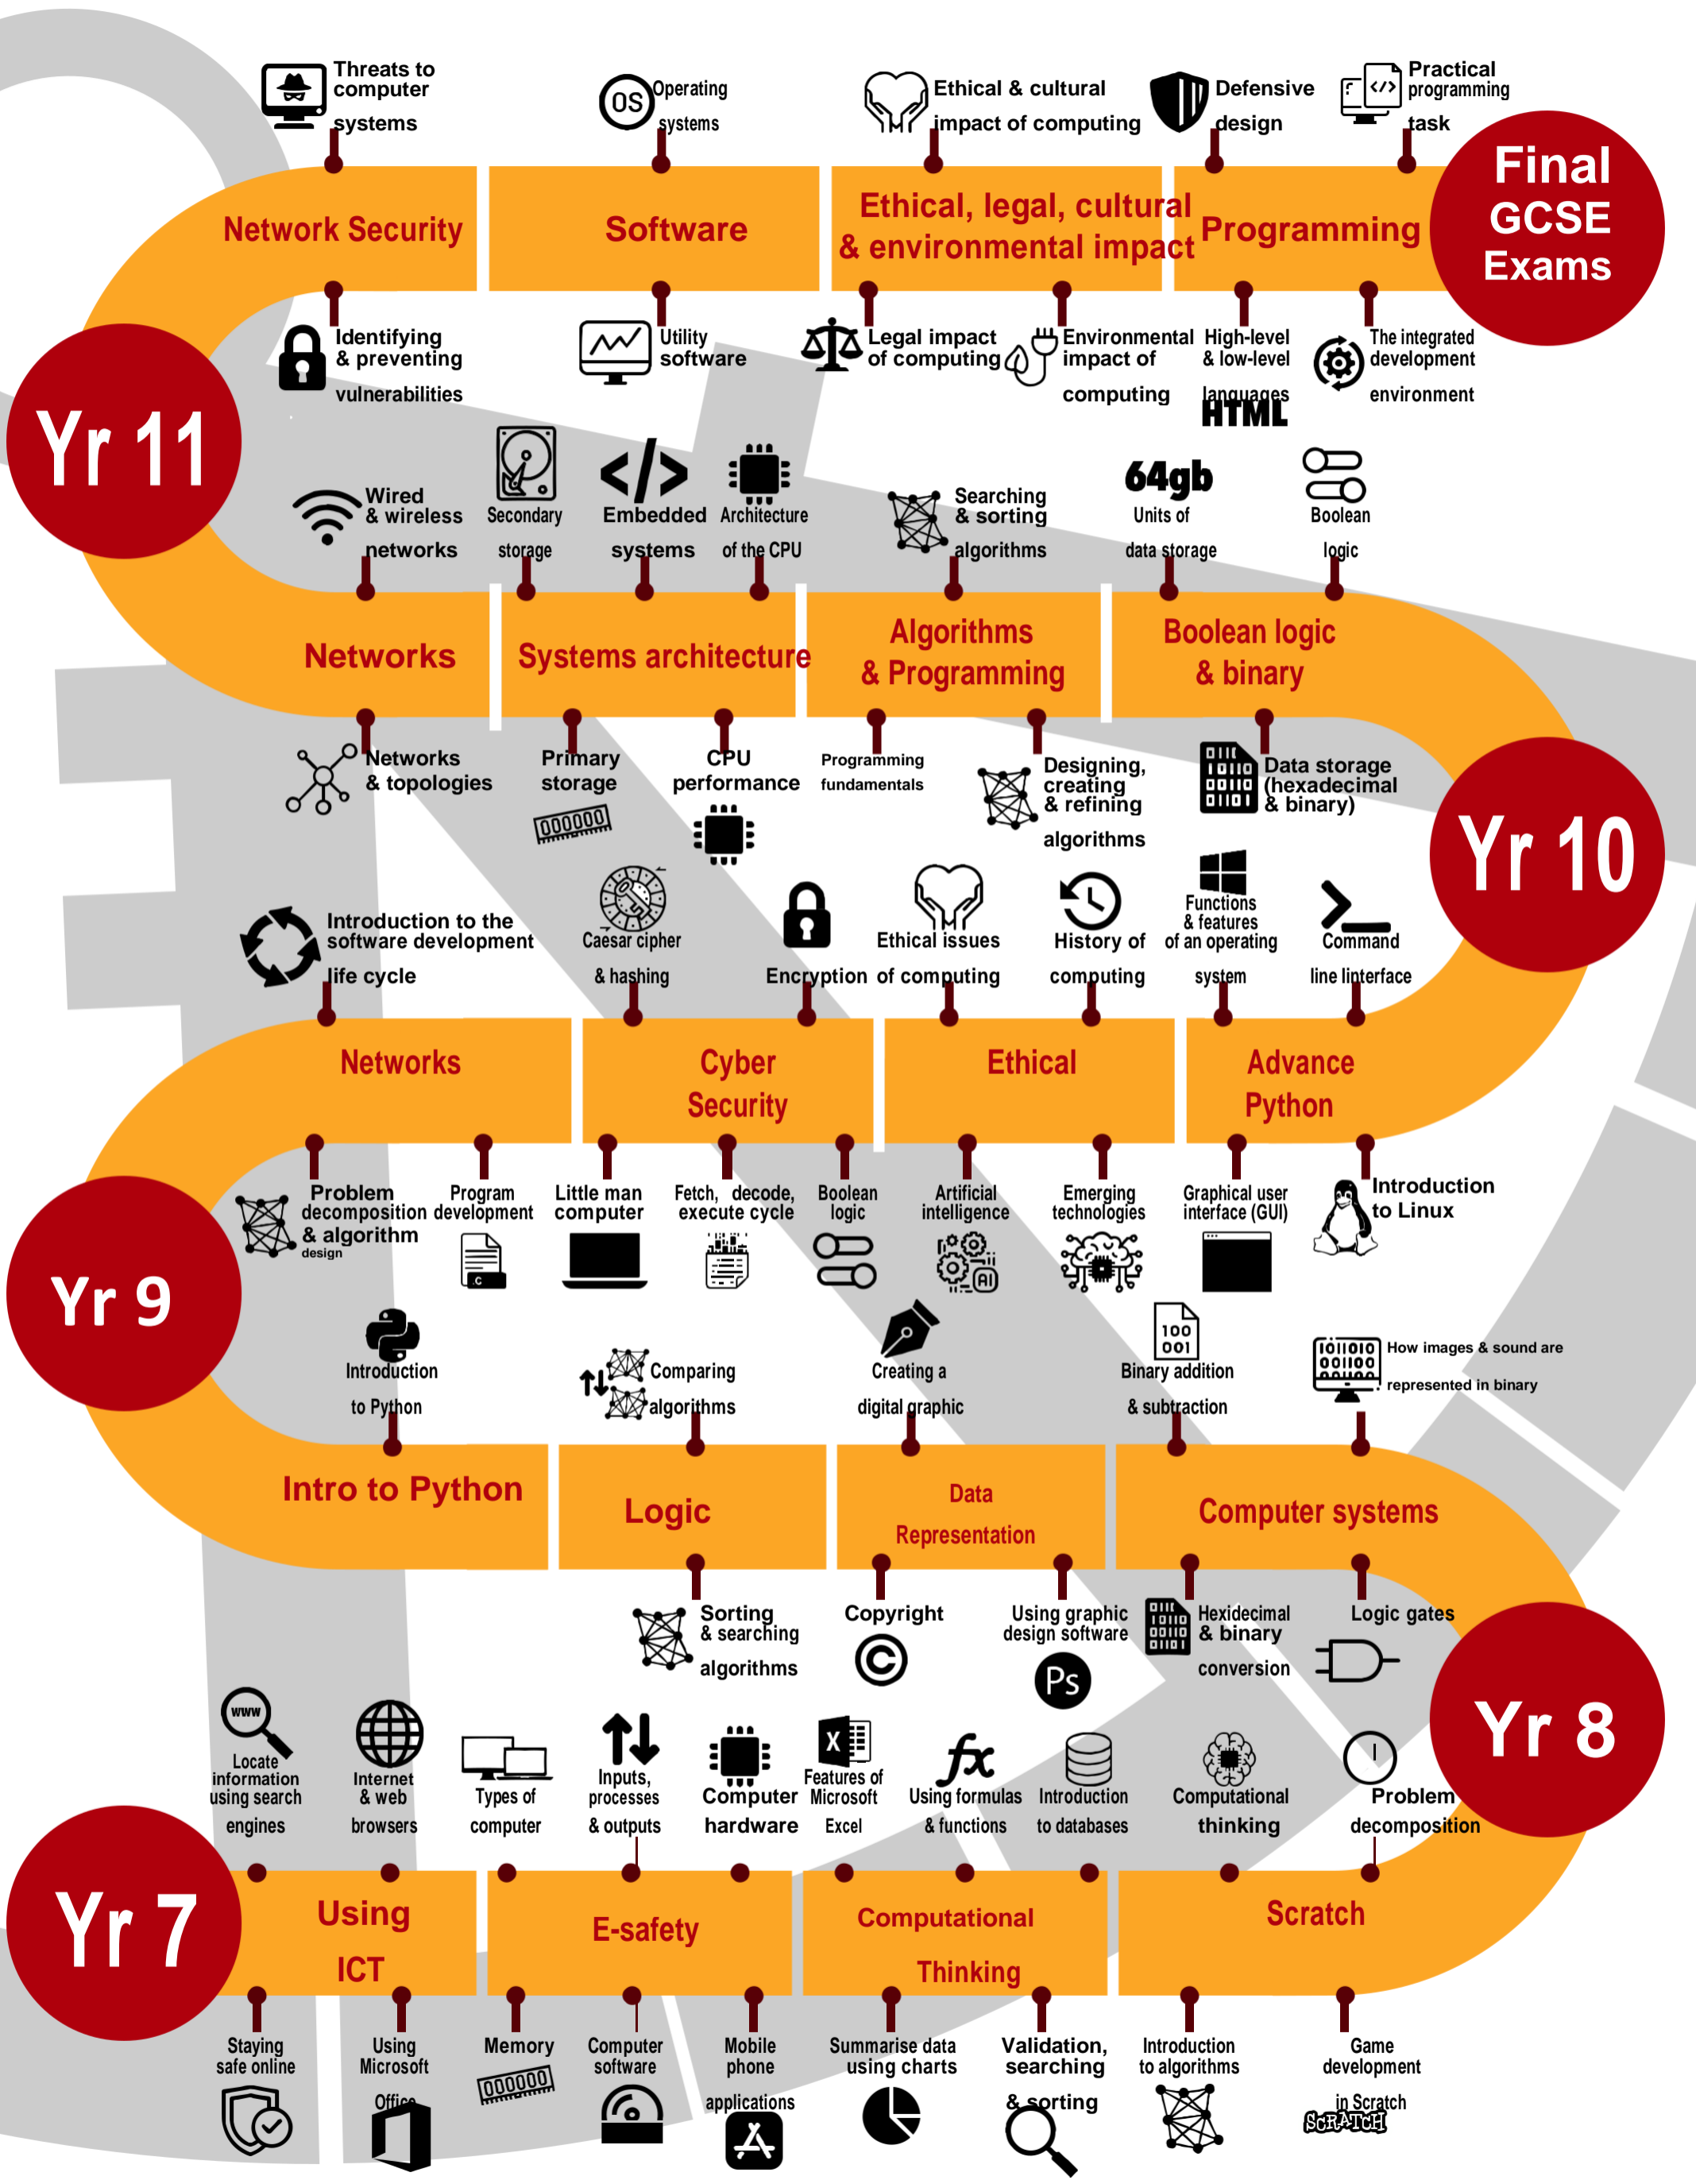 Threats to
computer
systems
OS
Operating
systems
Ethical & cultural
impact of computing
Defensive
design
</>
Practical
programming
task
Final
GCSE
Exams
Network Security
Software
Ethical, legal, cultural
& environmental impact
Programming
Identifying
& preventing
vulnerabilities
Utility
software
Legal impact
of computing
Environmental
impact of
computing
High-level
& low-level
languages
HTML
The integrated
development
environment
Yr 11
Wired
& wireless
networks
Secondary
storage
</>
Embedded
systems
Architecture
of the CPU
Searching
& sorting
algorithms
64gb
Units of
data storage
Boolean
logic
Networks
Systems architecture
Algorithms
& Programming
Boolean logic
& binary
Networks
& topologies
Primary
storage
000000
CPU
performance
Programming
fundamentals
Designing,
creating
& refining
algorithms
Data storage
(hexadecimal
& binary)
Yr 10
Introduction to the
software development
life cycle
Caesar cipher
& hashing
Encryption
Ethical issues
of computing
History of
computing
Functions
& features
of an operating
system
Command
line linterface
Networks
Cyber
Security
Ethical
Advance
Python
Problem
decomposition
& algorithm
design
Program
development
.C
Little man
computer
Fetch, decode,
execute cycle
Boolean
logic
Artificial
intelligence
AI
Emerging
technologies
Graphical user
interface (GUI)
Introduction
to Linux
Yr 9
Introduction
to Python
Comparing
algorithms
Creating a
digital graphic
100
001
Binary addition
& subtraction
1011010
001100
How images & sound are
represented in binary
Intro to Python
Logic
Data
Representation
Computer systems
Sorting
& searching
algorithms
Copyright
©
Using graphic
design software
Ps
Hexidecimal
& binary
conversion
Logic gates
Yr 8
www
Locate
information
using search
engines
Internet
& web
browsers
Types of
computer
Inputs,
processes
& outputs
Computer
hardware
X
Features of
Microsoft
Excel
fx
Using formulas
& functions
Introduction
to databases
Computational
thinking
Problem
decomposition
Yr 7
Using
ICT
E-safety
Computational
Thinking
Scratch
Staying
safe online
Using
Microsoft
Office
Memory
000000
Computer
software
Mobile
phone
applications
Summarise data
using charts
Validation,
searching
& sorting
Introduction
to algorithms
Game
development
in Scratch
SCRATCH